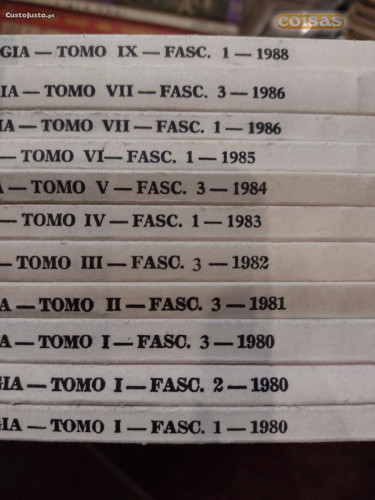 CustoJusto.pt
coisas
GIA — TOMO IX — FASC. 1 — 1988
IA — TOMO VII — FASC. 3 — 1986
IA — TOMO VII — FASC. 1 — 1986
— TOMO VI — FASC. 1 — 1985
A — TOMO V — FASC. 3 — 1984
— TOMO IV — FASC. 1 — 1983
— TOMO III — FASC. 3 — 1982
A — TOMO II — FASC. 3 — 1981
A — TOMO I — FASC. 3 — 1980
GIA — TOMO I — FASC. 2 — 1980
GIA — TOMO I — FASC. 1 — 1980